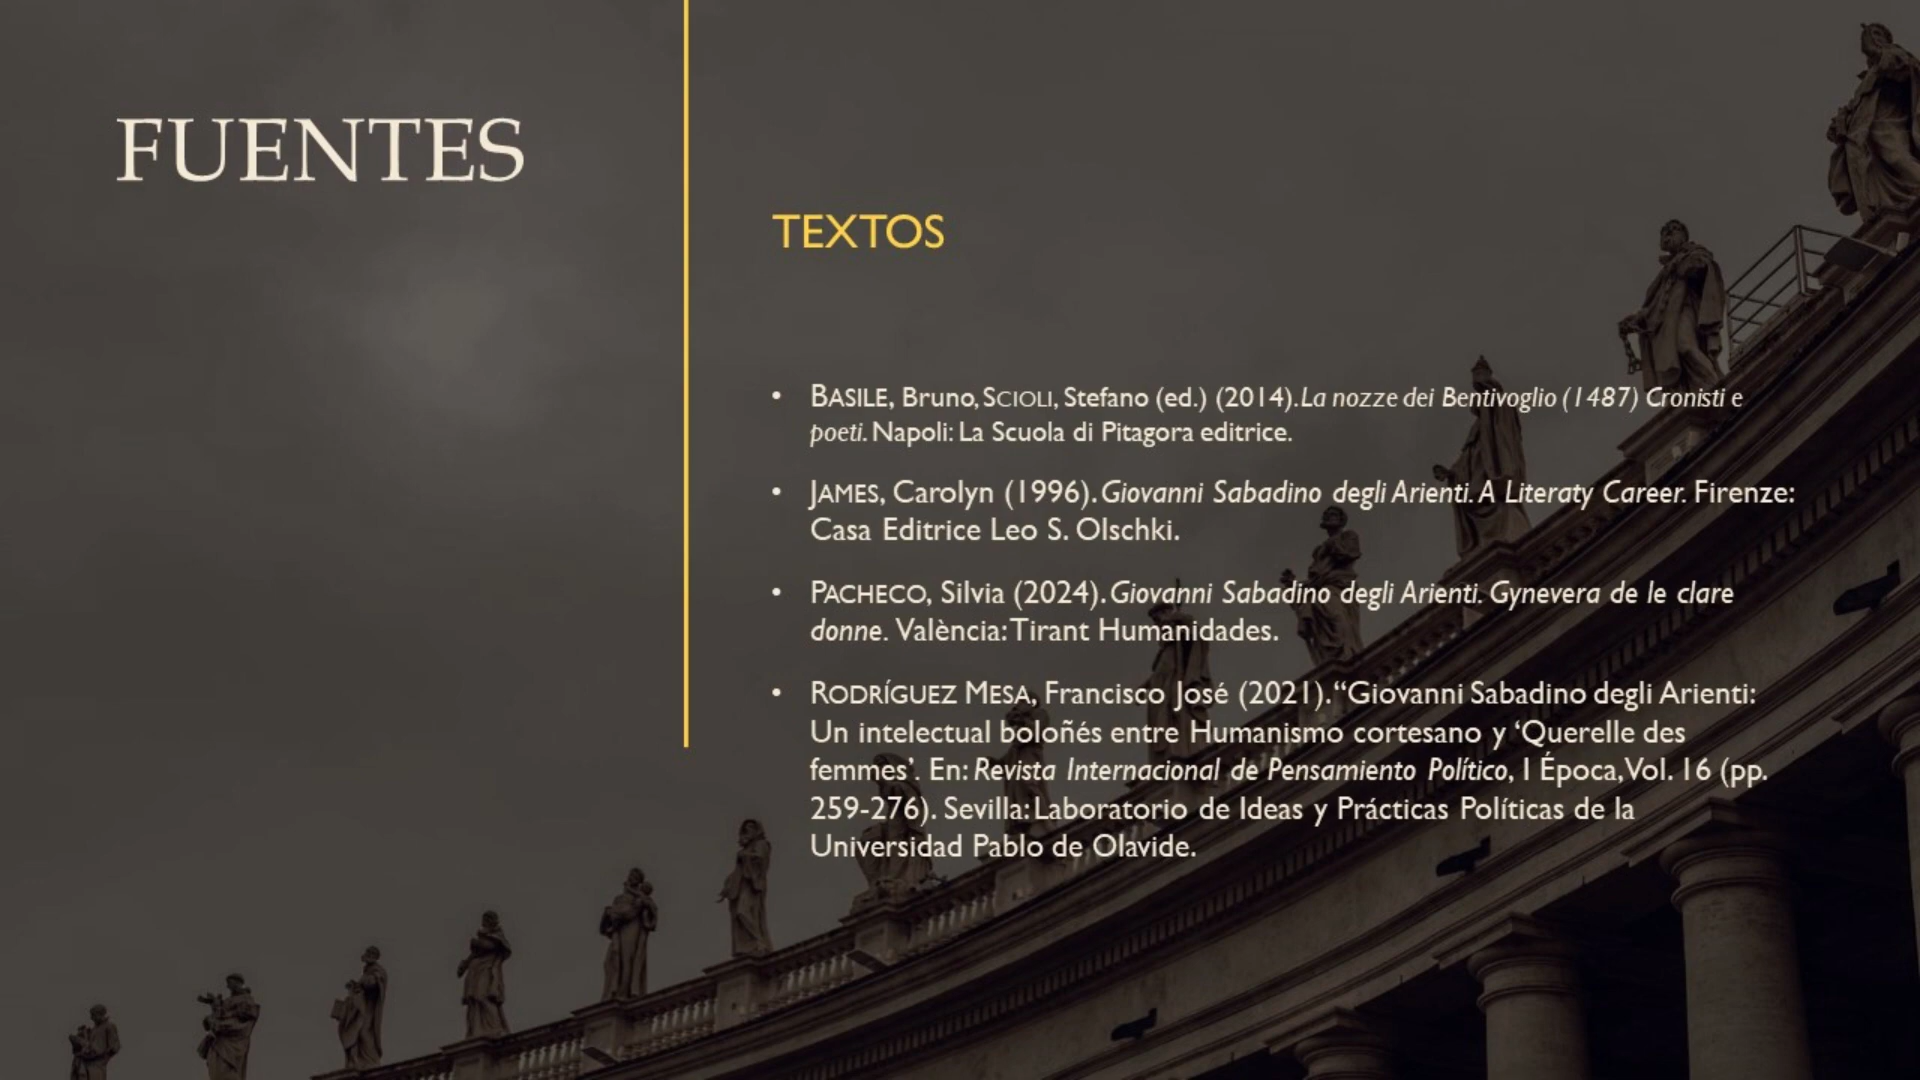 FUENTES
TEXTOS
• BASILE, Bruno, SCIOLI, Stefano (ed.) (2014). La nozze dei Bentivoglio (1487) Cronisti e
poeti. Napoli: La Scuola di Pitagora editrice.
• JAMES, Carolyn (1996). Giovanni Sabadino degli Arienti. A Literaty Career. Firenze:
Casa Editrice Leo S. Olschki.
• PACHECO, Silvia (2024). Giovanni Sabadino degli Arienti. Gynevera de le clare
donne. València: Tirant Humanidades.
• RODRÍGUEZ MESA, Francisco José (2021). “Giovanni Sabadino degli Arienti:
Un intelectual boloñés entre Humanismo cortesano y ‘Querelle des
femmes’. En: Revista Internacional de Pensamiento Político, I Época, Vol. 16 (pp.
259-276). Sevilla: Laboratorio de Ideas y Prácticas Políticas de la
Universidad Pablo de Olavide.